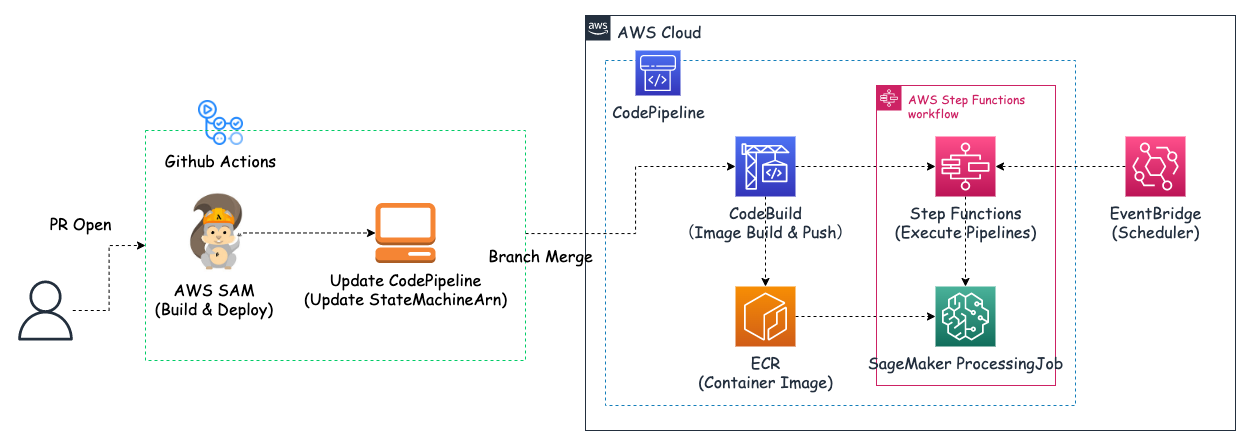 aws
AWS Cloud
CodePipeline
AWS Step Functions
workflow
Github Actions
PR Open
AWS SAM
(Build & Deploy)
Update CodePipeline
(Update StateMachineArn)
Branch Merge
CodeBuild
(Image Build & Push)
Step Functions
(Execute Pipelines)
EventBridge
(Scheduler)
ECR
(Container Image)
SageMaker ProcessingJob